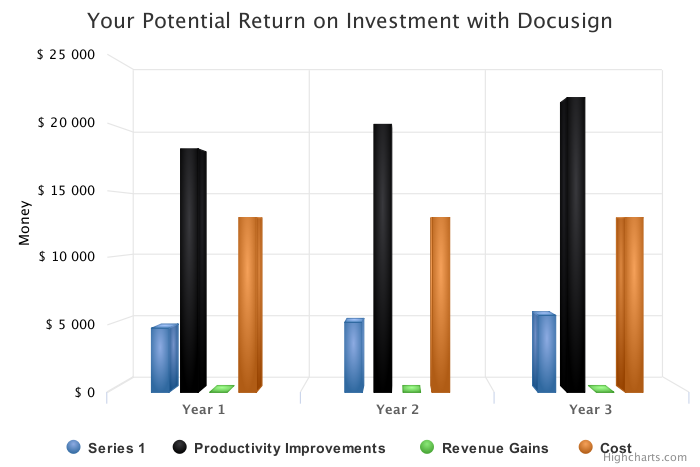 Your Potential Return on Investment with Docusign
$ 25 000
$ 20 000
$ 15 000
$ 10 000
$ 5 000
$ 0
Money
Year 1
Year 2
Year 3
Series 1
Productivity Improvements
Revenue Gains
Cost
Highcharts.com